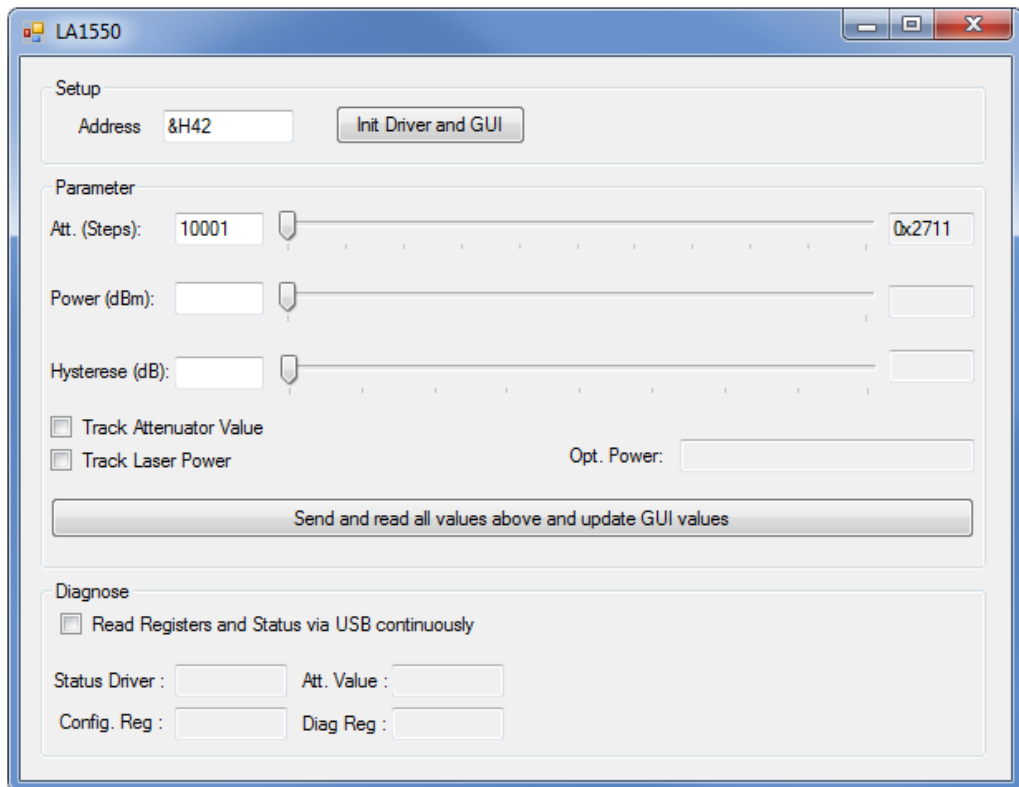 LA1550
Setup
Address &H42 Init Driver and GUI
Parameter
Att. (Steps): 10001 0x2711
Power (dBm):
Hysterese (dB):
Track Attenuator Value
Track Laser Power Opt. Power:
Send and read all values above and update GUI values
Diagnose
Read Registers and Status via USB continuously
Status Driver : Att. Value :
Config. Reg : Diag Reg :